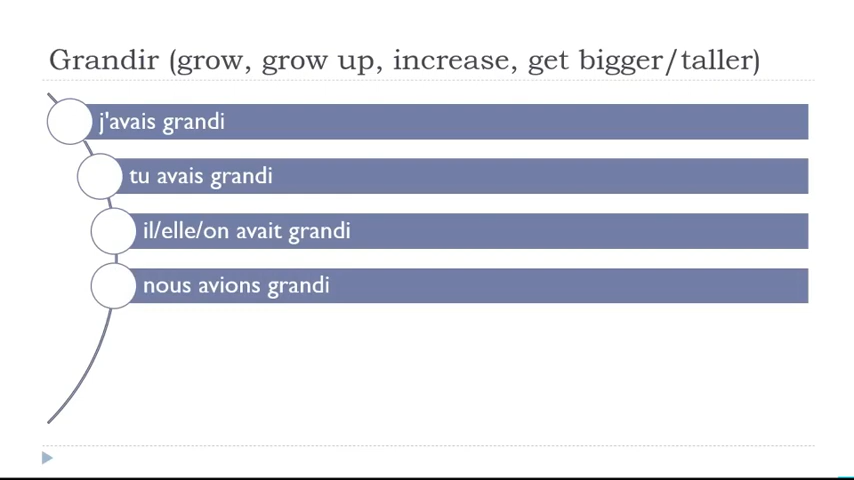 Grandir (grow, grow up, increase, get bigger/taller)
j'avais grandi
tu avais grandi
il/elle/on avait grandi
nous avions grandi